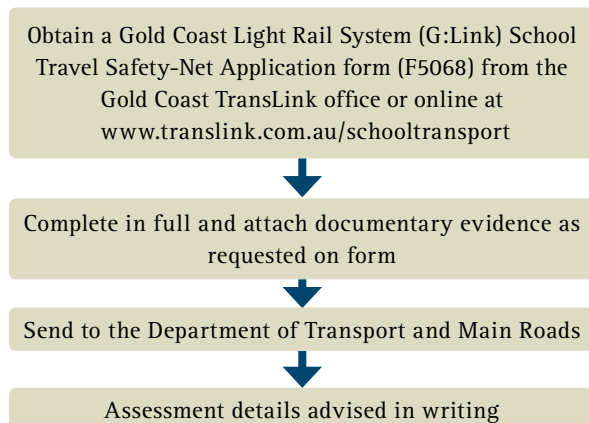 Obtain a Gold Coast Light Rail System (G:Link) School
Travel Safety-Net Application form (F5068) from the
Gold Coast TransLink office or online at
www.translink.com.au/schooltransport
Complete in full and attach documentary evidence as
requested on form
Send to the Department of Transport and Main Roads
Assessment details advised in writing